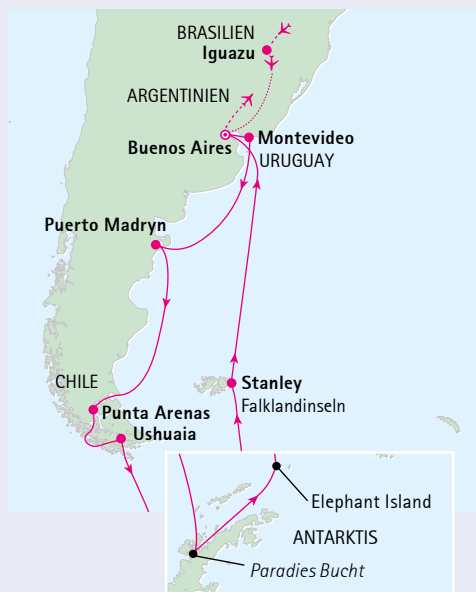 BRASILIEN
Iguazu
ARGENTINIEN
Buenos Aires
Montevideo
URUGUAY
Puerto Madryn
CHILE
Punta Arenas
Ushuaia
Stanley
Falklandinseln
Elephant Island
ANTARKTIS
Paradies Bucht